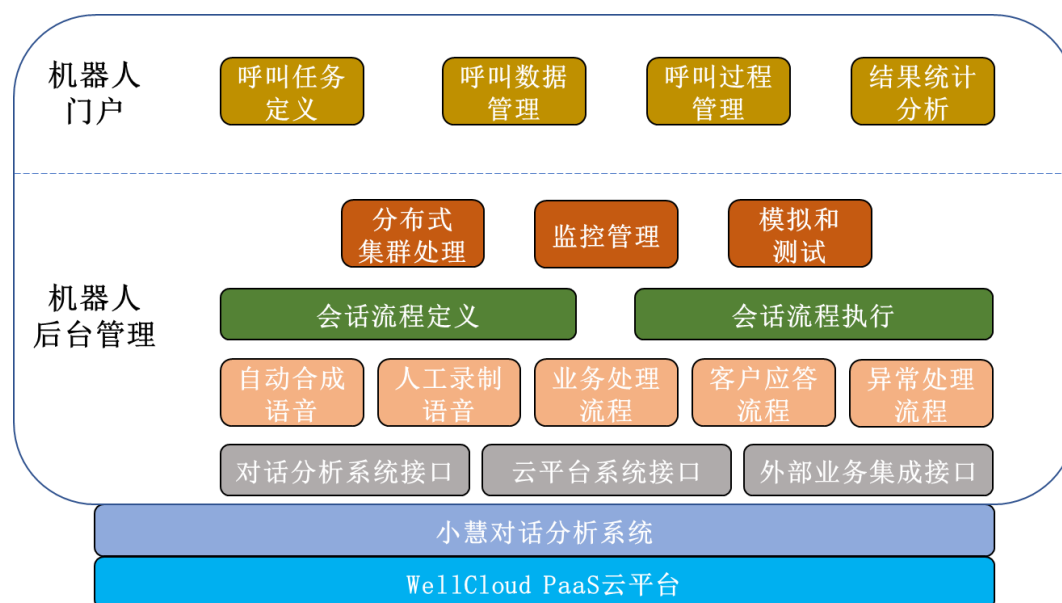 机器人
门户
呼叫任务
定义
呼叫数据
管理
呼叫过程
管理
结果统计
分析
机器人
后台管理
分布式
集群处理
监控管理
模拟和
测试
会话流程定义
会话流程执行
自动合成
语音
人工录制
语音
业务处理
流程
客户应答
流程
异常处理
流程
对话分析系统接口
云平台系统接口
外部业务集成接口
小慧对话分析系统
WellCloud PaaS云平台